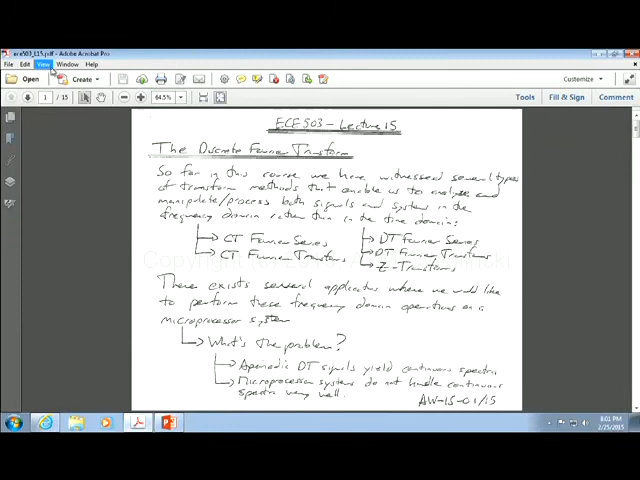 ece503_L15.pdf - Adobe Acrobat Pro
File Edit View Window Help
Open Create Customize
1 / 15 64.5% Tools Fill & Sign Comment
ECE503 - Lecture 15
The Discrete Fourier Transform
So far in this course we have witnessed several types
of transform methods that enable us to analyze and
manipulate/process both signals and systems in the
frequency domain rather than in the time domain:
CT Fourier Series
CT Fourier Transform
DT Fourier Series
DT Fourier Transforms
Z-Transforms
Copyright
There exists several applications where we would like
to perform these frequency domain operations on a
microprocessor system
What's the problem?
Aperiodic DT signals yield continuous spectra
Microprocessor systems do not handle continuous
spectra very well.
AW-15-01/15
8:01 PM
2/25/2015